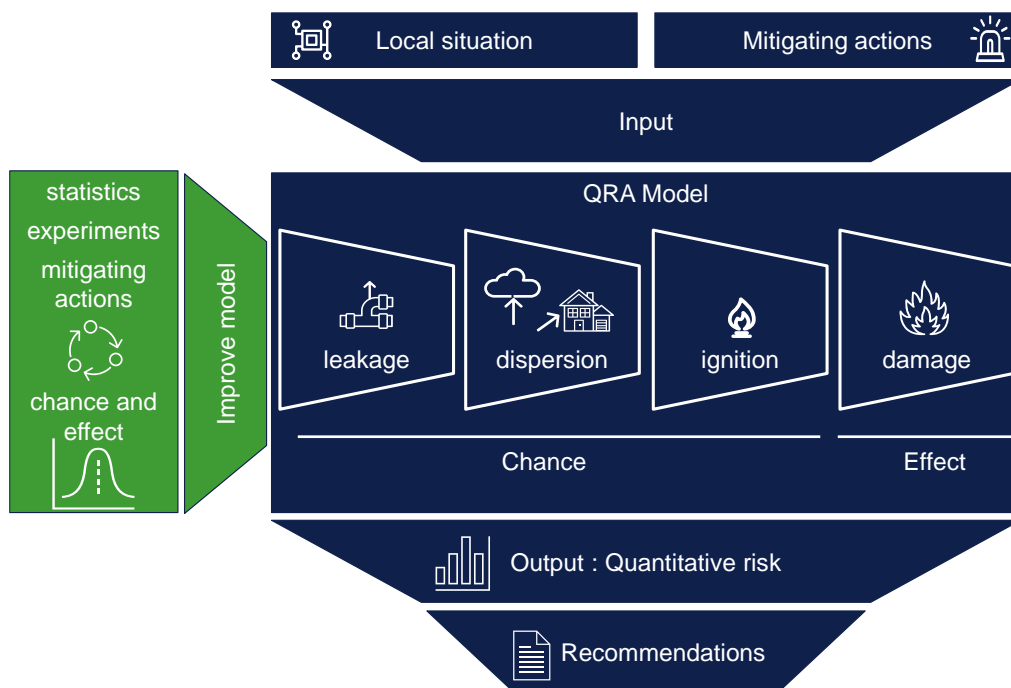 Local situation
Mitigating actions
Input
statistics
experiments
mitigating
actions
chance and
effect
Improve model
QRA Model
leakage
dispersion
ignition
damage
Chance
Effect
Output : Quantitative risk
Recommendations